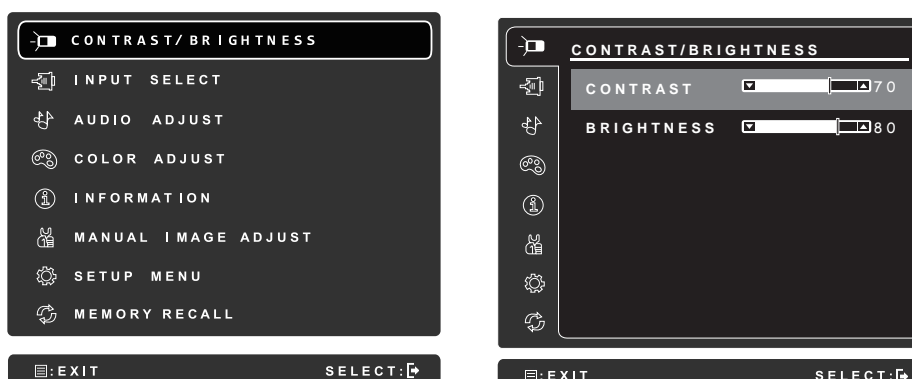 CONTRAST/BRIGHTNESS
INPUT SELECT
AUDIO ADJUST
COLOR ADJUST
INFORMATION
MANUAL IMAGE ADJUST
SETUP MENU
MEMORY RECALL
:EXIT SELECT:
CONTRAST/BRIGHTNESS
CONTRAST 70
BRIGHTNESS 80
:EXIT SELECT: